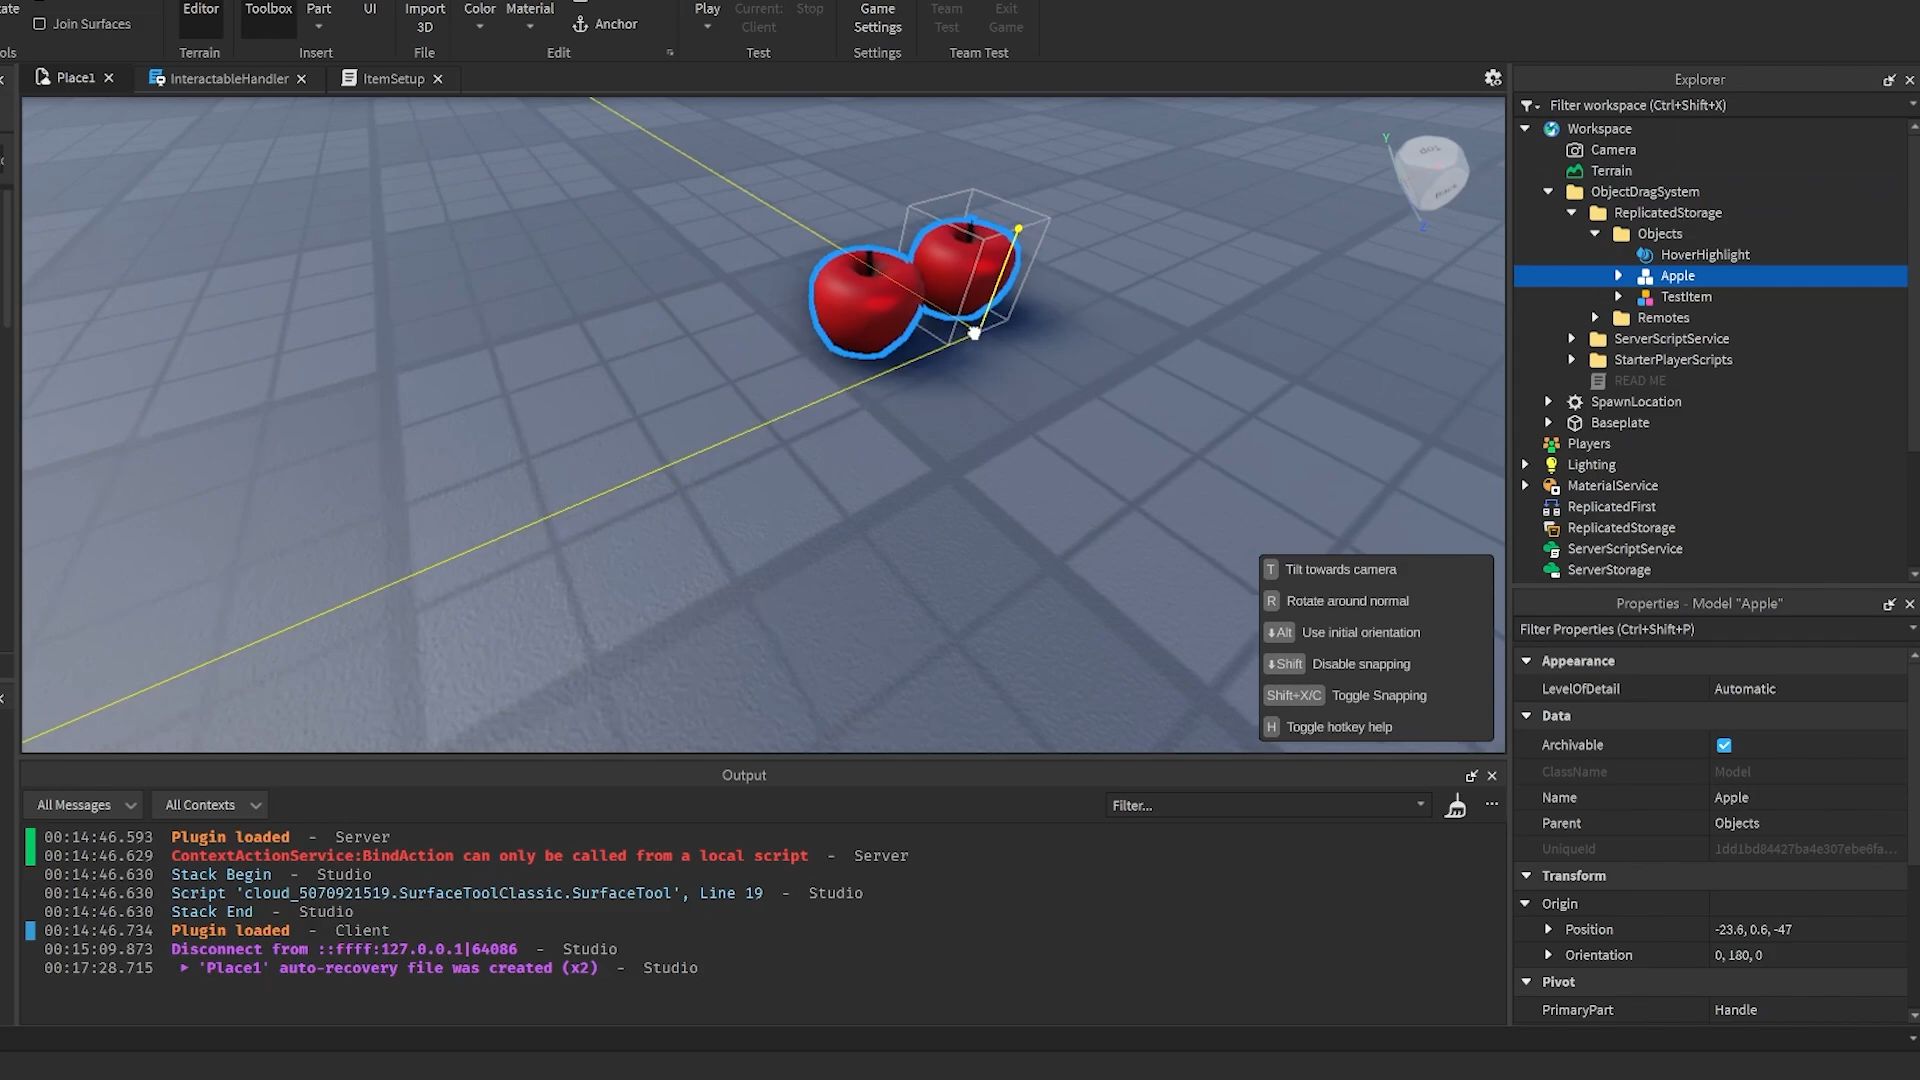 Editor
Toolbox
Part
UI
Import
3D
Color
Material
Anchor
Play
Current:
Client
Stop
Game
Settings
Team
Test
Exit
Game
Join Surfaces
Terrain
Insert
File
Edit
Test
Settings
Team Test
Place1
InteractableHandler
ItemSetup
T Tilt towards camera
R Rotate around normal
Alt Use initial orientation
Shift Disable snapping
Shift+X/C Toggle Snapping
H Toggle hotkey help
Output
All Messages
All Contexts
Filter...
00:14:46.593 Plugin loaded - Server
00:14:46.629 ContextActionService:BindAction can only be called from a local script - Server
00:14:46.630 Stack Begin - Studio
00:14:46.630 Script 'cloud_5070921519.SurfaceToolClassic.SurfaceTool', Line 19 - Studio
00:14:46.630 Stack End - Studio
00:14:46.734 Plugin loaded - Client
00:15:09.873 Disconnect from ::ffff:127.0.0.1|64086 - Studio
00:17:28.715 'Place1' auto-recovery file was created (x2) - Studio
Explorer
Filter workspace (Ctrl+Shift+X)
Workspace
Camera
Terrain
ObjectDragSystem
ReplicatedStorage
Objects
HoverHighlight
Apple
TestItem
Remotes
ServerScriptService
StarterPlayerScripts
READ ME
SpawnLocation
Baseplate
Players
Lighting
MaterialService
ReplicatedFirst
ReplicatedStorage
ServerScriptService
ServerStorage
Properties - Model "Apple"
Filter Properties (Ctrl+Shift+P)
Appearance
LevelOfDetail Automatic
Data
Archivable
ClassName Model
Name Apple
Parent Objects
UniqueId 1dd1bd84427ba4e307ebe6fa...
Transform
Origin
Position -23.6, 0.6, -47
Orientation 0, 180, 0
Pivot
PrimaryPart Handle